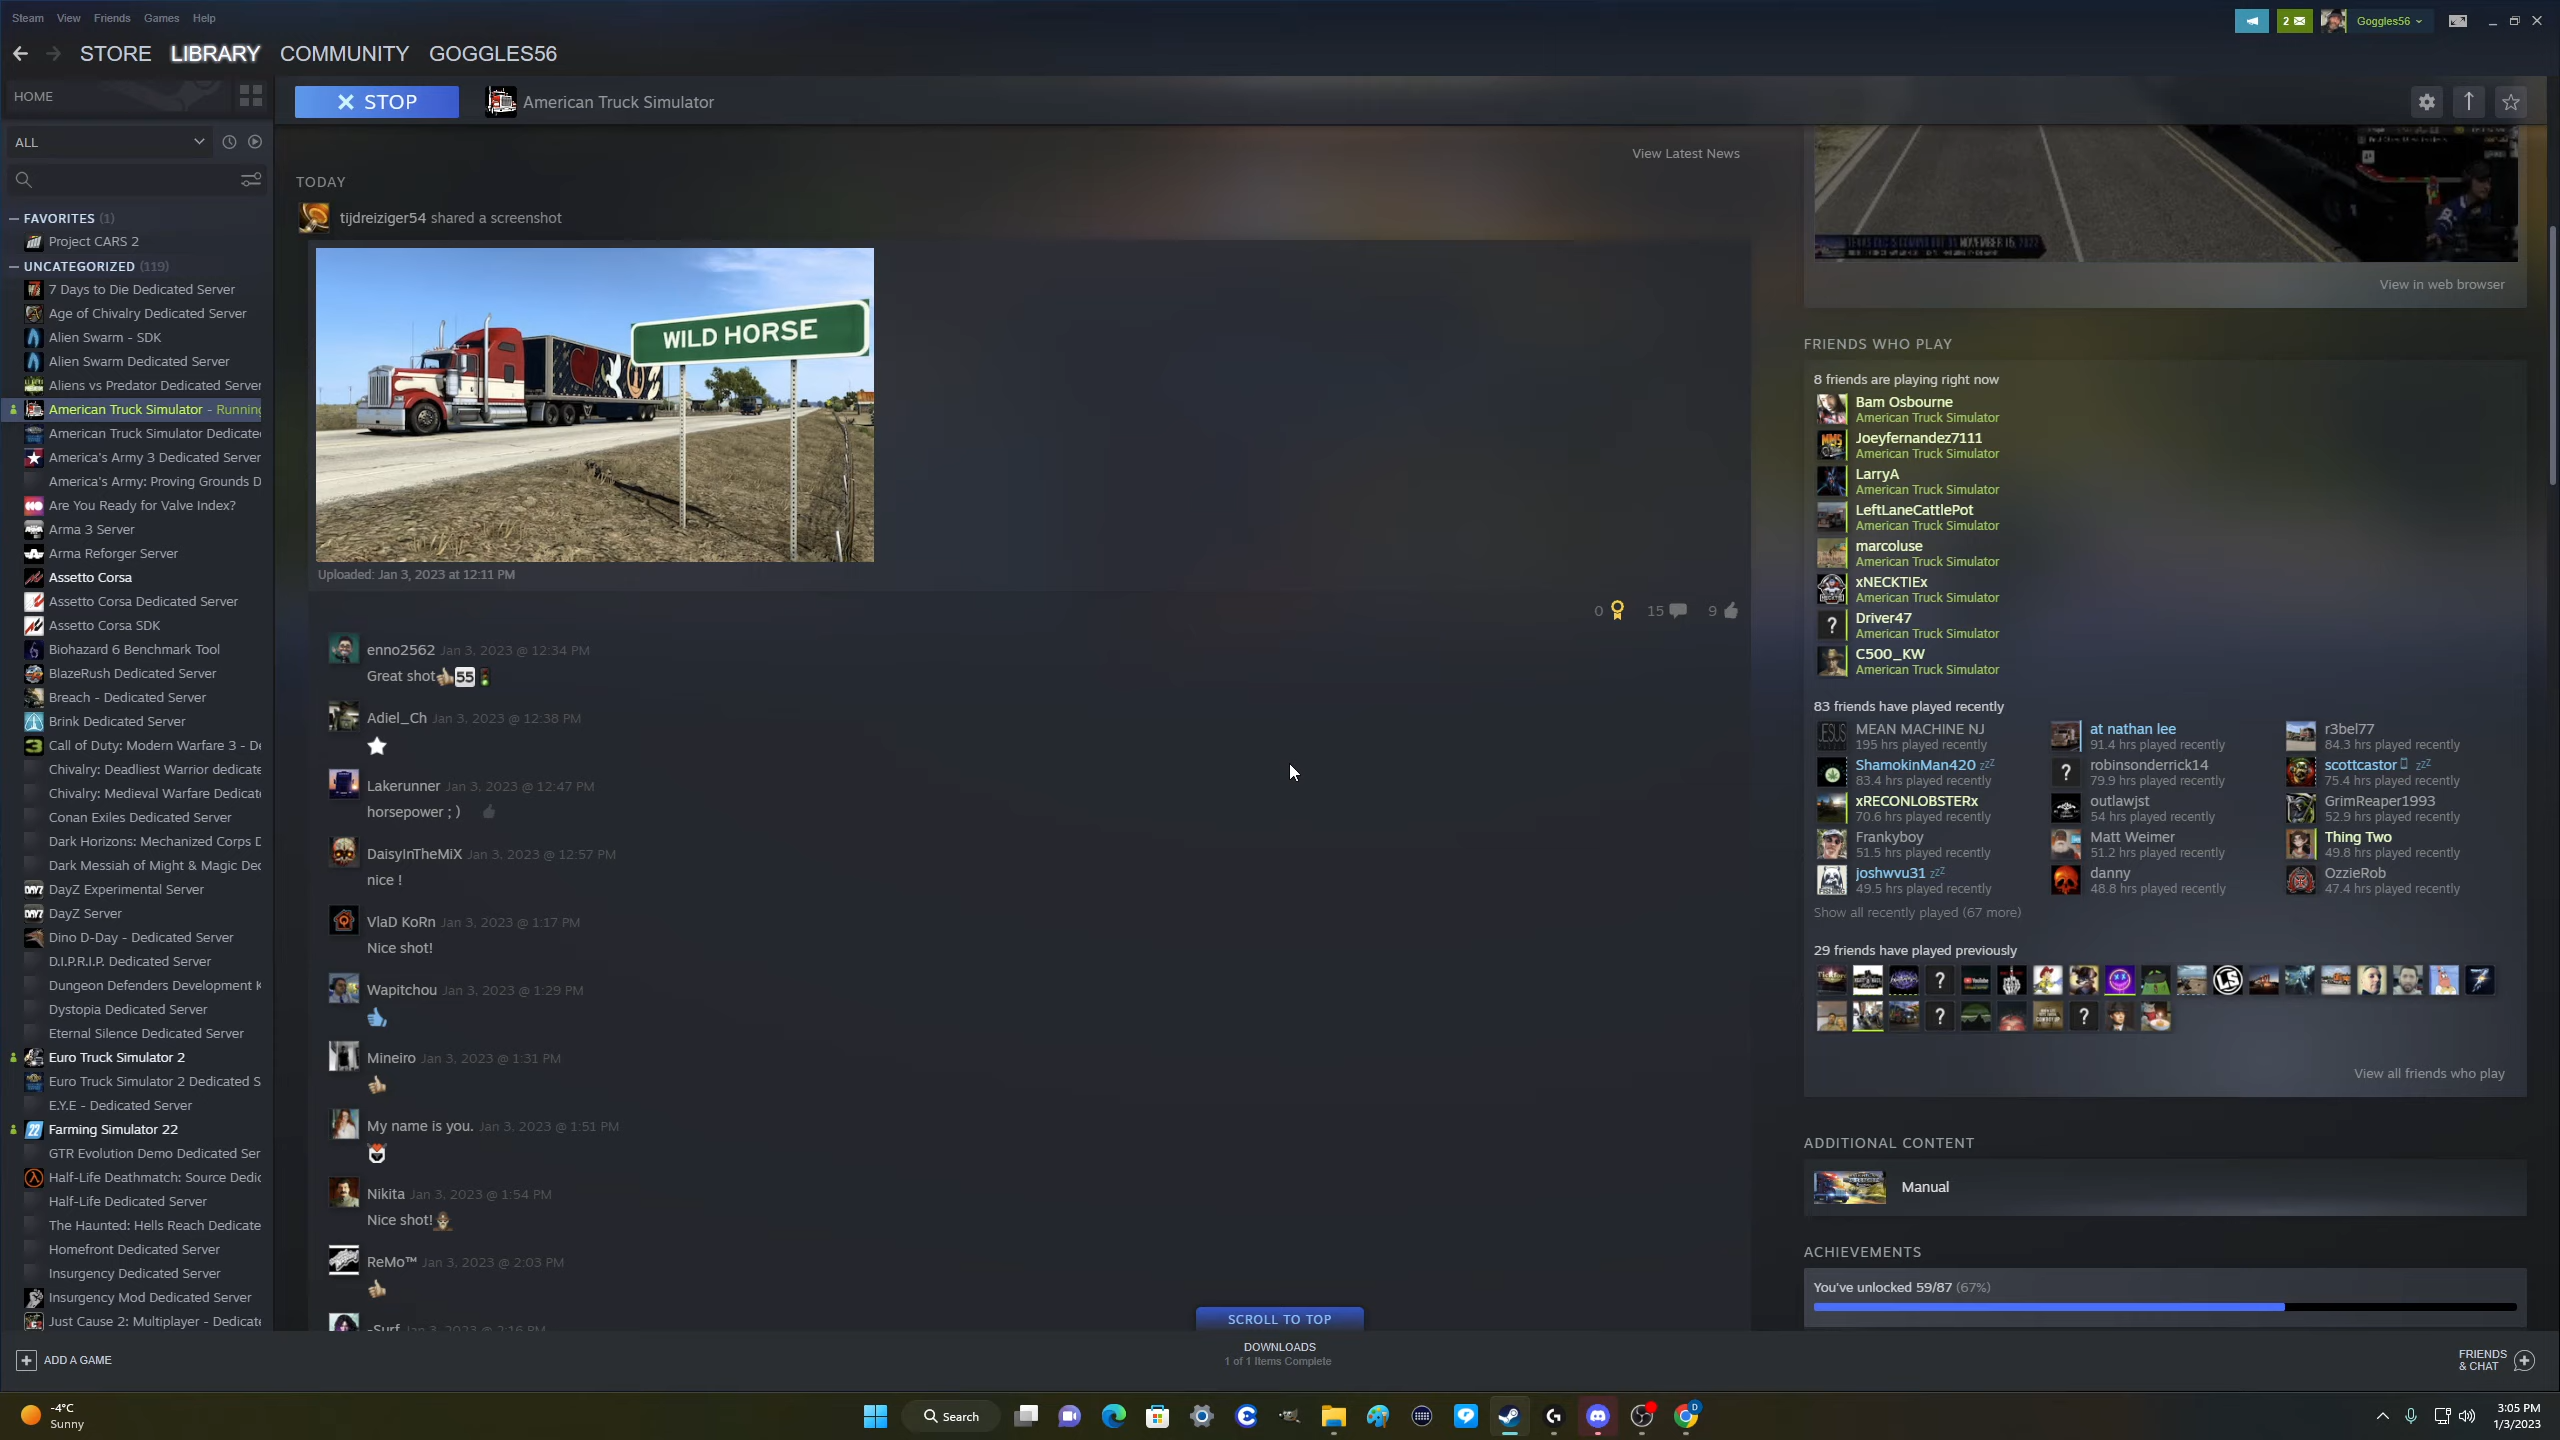 Steam View Friends Games Help
2
Goggles56
STORE LIBRARY COMMUNITY GOGGLES56
HOME
STOP
American Truck Simulator
ALL
FAVORITES (1)
Project CARS 2
UNCATEGORIZED (119)
7 Days to Die Dedicated Server
Age of Chivalry Dedicated Server
Alien Swarm - SDK
Alien Swarm Dedicated Server
Aliens vs Predator Dedicated Server
American Truck Simulator - Running
American Truck Simulator Dedicate
America's Army 3 Dedicated Server
America's Army: Proving Grounds D
Are You Ready for Valve Index?
Arma 3 Server
Arma Reforger Server
Assetto Corsa
Assetto Corsa Dedicated Server
Assetto Corsa SDK
Biohazard 6 Benchmark Tool
BlazeRush Dedicated Server
Breach - Dedicated Server
Brink Dedicated Server
Call of Duty: Modern Warfare 3 - De
Chivalry: Deadliest Warrior dedicate
Chivalry: Medieval Warfare Dedicat
Conan Exiles Dedicated Server
Dark Horizons: Mechanized Corps D
Dark Messiah of Might & Magic Dec
DayZ Experimental Server
DayZ Server
Dino D-Day - Dedicated Server
D.I.P.R.I.P. Dedicated Server
Dungeon Defenders Development K
Dystopia Dedicated Server
Eternal Silence Dedicated Server
Euro Truck Simulator 2
Euro Truck Simulator 2 Dedicated S
E.Y.E - Dedicated Server
Farming Simulator 22
GTR Evolution Demo Dedicated Ser
Half-Life Deathmatch: Source Dedic
Half-Life Dedicated Server
The Haunted: Hells Reach Dedicate
Homefront Dedicated Server
Insurgency Dedicated Server
Insurgency Mod Dedicated Server
Just Cause 2: Multiplayer - Dedicate
ADD A GAME
View Latest News
TODAY
tijdreiziger54 shared a screenshot
WILD HORSE
Uploaded: Jan 3, 2023 at 12:11 PM
0 15 9
enno2562 Jan 3, 2023 @ 12:34 PM
Great shot 55
Adiel_Ch Jan 3, 2023 @ 12:38 PM
Lakerunner Jan 3, 2023 @ 12:47 PM
horsepower ; )
DaisyInTheMiX Jan 3, 2023 @ 12:57 PM
nice !
VlaD KoRn Jan 3, 2023 @ 1:17 PM
Nice shot!
Wapitchou Jan 3, 2023 @ 1:29 PM
Mineiro Jan 3, 2023 @ 1:31 PM
My name is you. Jan 3, 2023 @ 1:51 PM
Nikita Jan 3, 2023 @ 1:54 PM
Nice shot!
ReMo™ Jan 3, 2023 @ 2:03 PM
-Surf Jan 3, 2023 @ 2:16 PM
SCROLL TO TOP
DOWNLOADS
1 of 1 Items Complete
NOVEMBER 15, 2022
View in web browser
FRIENDS WHO PLAY
8 friends are playing right now
Bam Osbourne
American Truck Simulator
Joeyfernandez7111
American Truck Simulator
LarryA
American Truck Simulator
LeftLaneCattlePot
American Truck Simulator
marcoluse
American Truck Simulator
xNECKTIEx
American Truck Simulator
Driver47
American Truck Simulator
C500_KW
American Truck Simulator
83 friends have played recently
MEAN MACHINE NJ at nathan lee r3bel77
195 hrs played recently 91.4 hrs played recently 84.3 hrs played recently
ShamokinMan420 zzZ robinsonderrick14 scottcastor zzZ
83.4 hrs played recently 79.9 hrs played recently 75.4 hrs played recently
xRECONLOBSTERx outlawjst GrimReaper1993
70.6 hrs played recently 54 hrs played recently 52.9 hrs played recently
Frankyboy Matt Weimer Thing Two
51.5 hrs played recently 51.2 hrs played recently 49.8 hrs played recently
joshwvu31 zzZ danny OzzieRob
49.5 hrs played recently 48.8 hrs played recently 47.4 hrs played recently
Show all recently played (67 more)
29 friends have played previously
View all friends who play
ADDITIONAL CONTENT
Manual
ACHIEVEMENTS
You've unlocked 59/87 (67%)
FRIENDS
& CHAT
-4°C
Sunny
Search
3:05 PM
1/3/2023